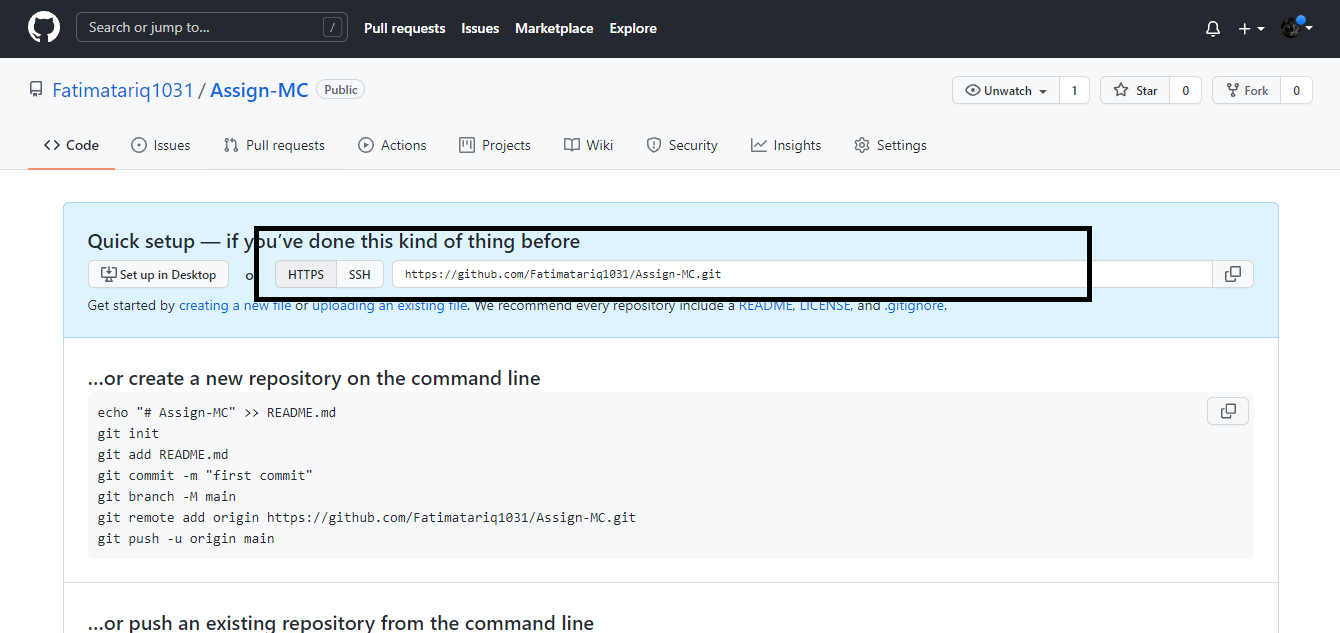 Search or jump to... /
Pull requests Issues Marketplace Explore
Fatimatariq1031 / Assign-MC Public
Unwatch 1 Star 0 Fork 0
Code Issues Pull requests Actions Projects Wiki Security Insights Settings
Quick setup — if you've done this kind of thing before
Set up in Desktop or HTTPS SSH https://github.com/Fatimatariq1031/Assign-MC.git
Get started by creating a new file or uploading an existing file. We recommend every repository include a README, LICENSE, and .gitignore.
...or create a new repository on the command line
echo "# Assign-MC" >> README.md
git init
git add README.md
git commit -m "first commit"
git branch -M main
git remote add origin https://github.com/Fatimatariq1031/Assign-MC.git
git push -u origin main
...or push an existing repository from the command line